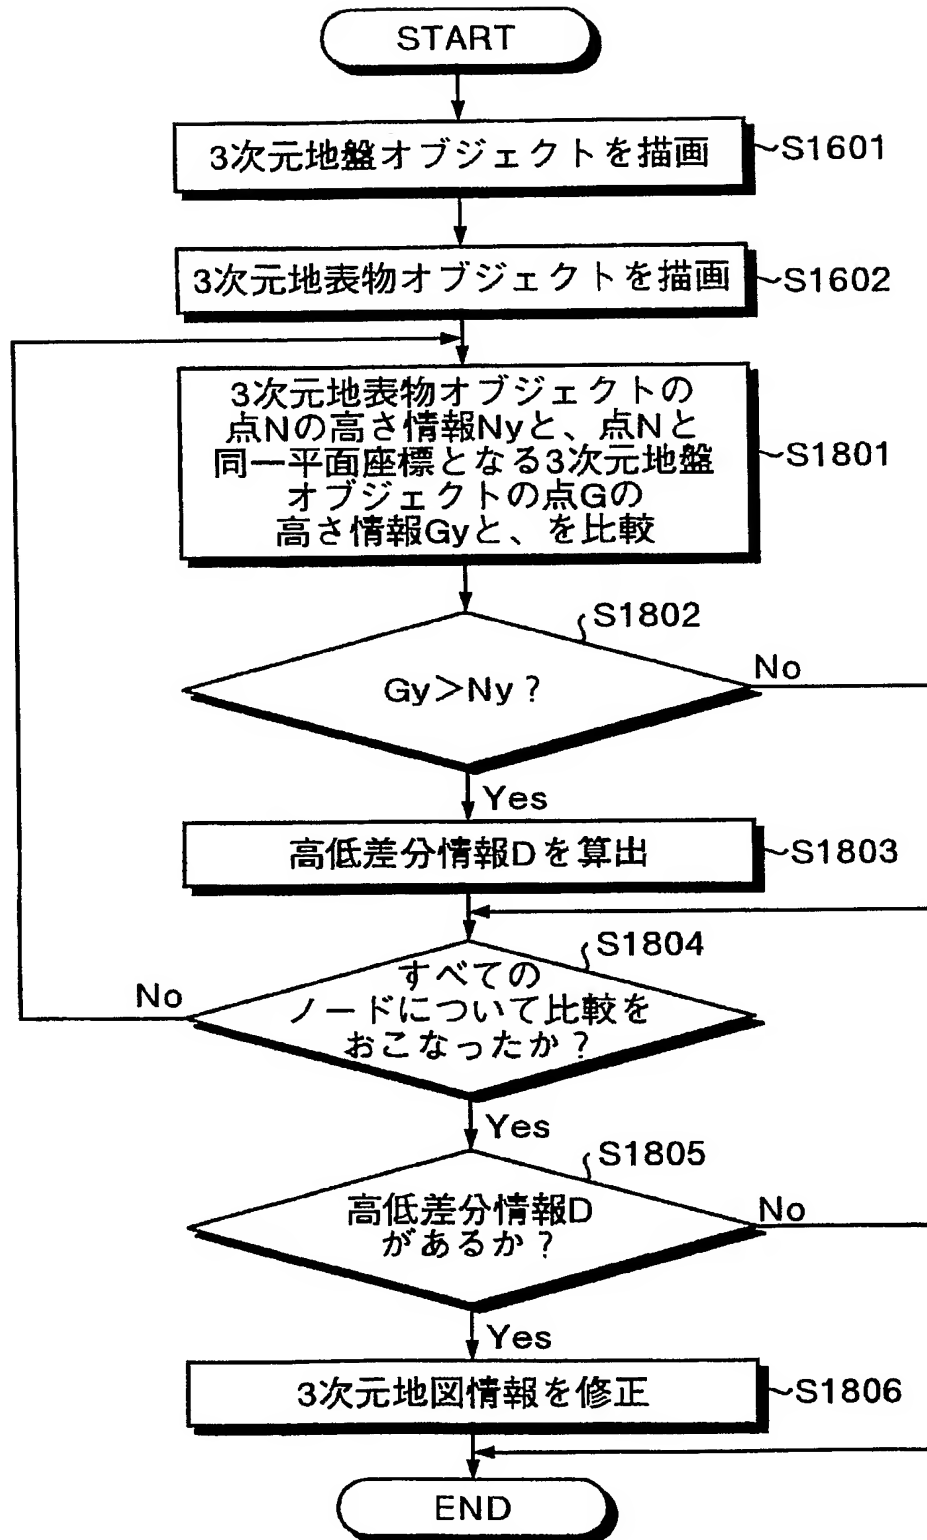 START
3次元地盤オブジェクトを描画
S1601
3次元地表物オブジェクトを描画
S1602
3次元地表物オブジェクトの
点Nの高さ情報Nyと、点Nと
同一平面座標となる3次元地盤
オブジェクトの点Gの
高さ情報Gyと、を比較
S1801
S1802
Gy>Ny?
No
Yes
高低差分情報Dを算出
S1803
S1804
すべての
ノードについて比較を
おこなったか?
No
Yes
S1805
高低差分情報D
があるか?
No
Yes
3次元地図情報を修正
S1806
END